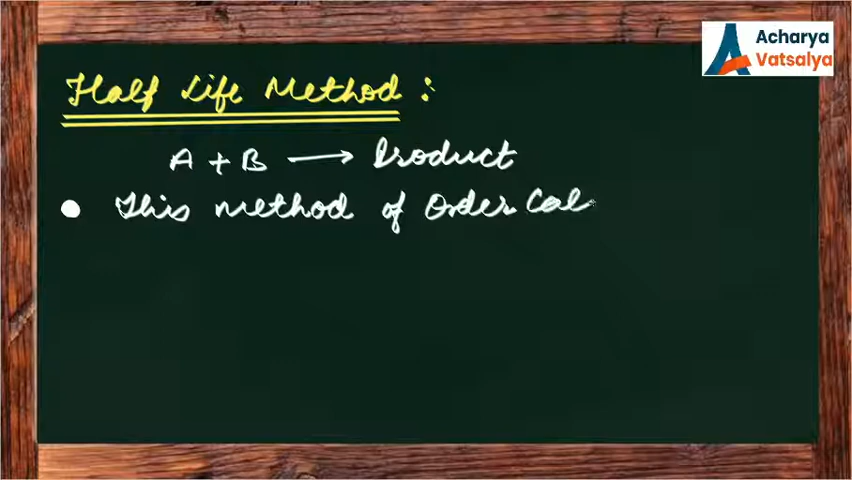 Acharya
Vatsalya
Half Life Method :
A + B ⟶ Product
• This method of Order Cal